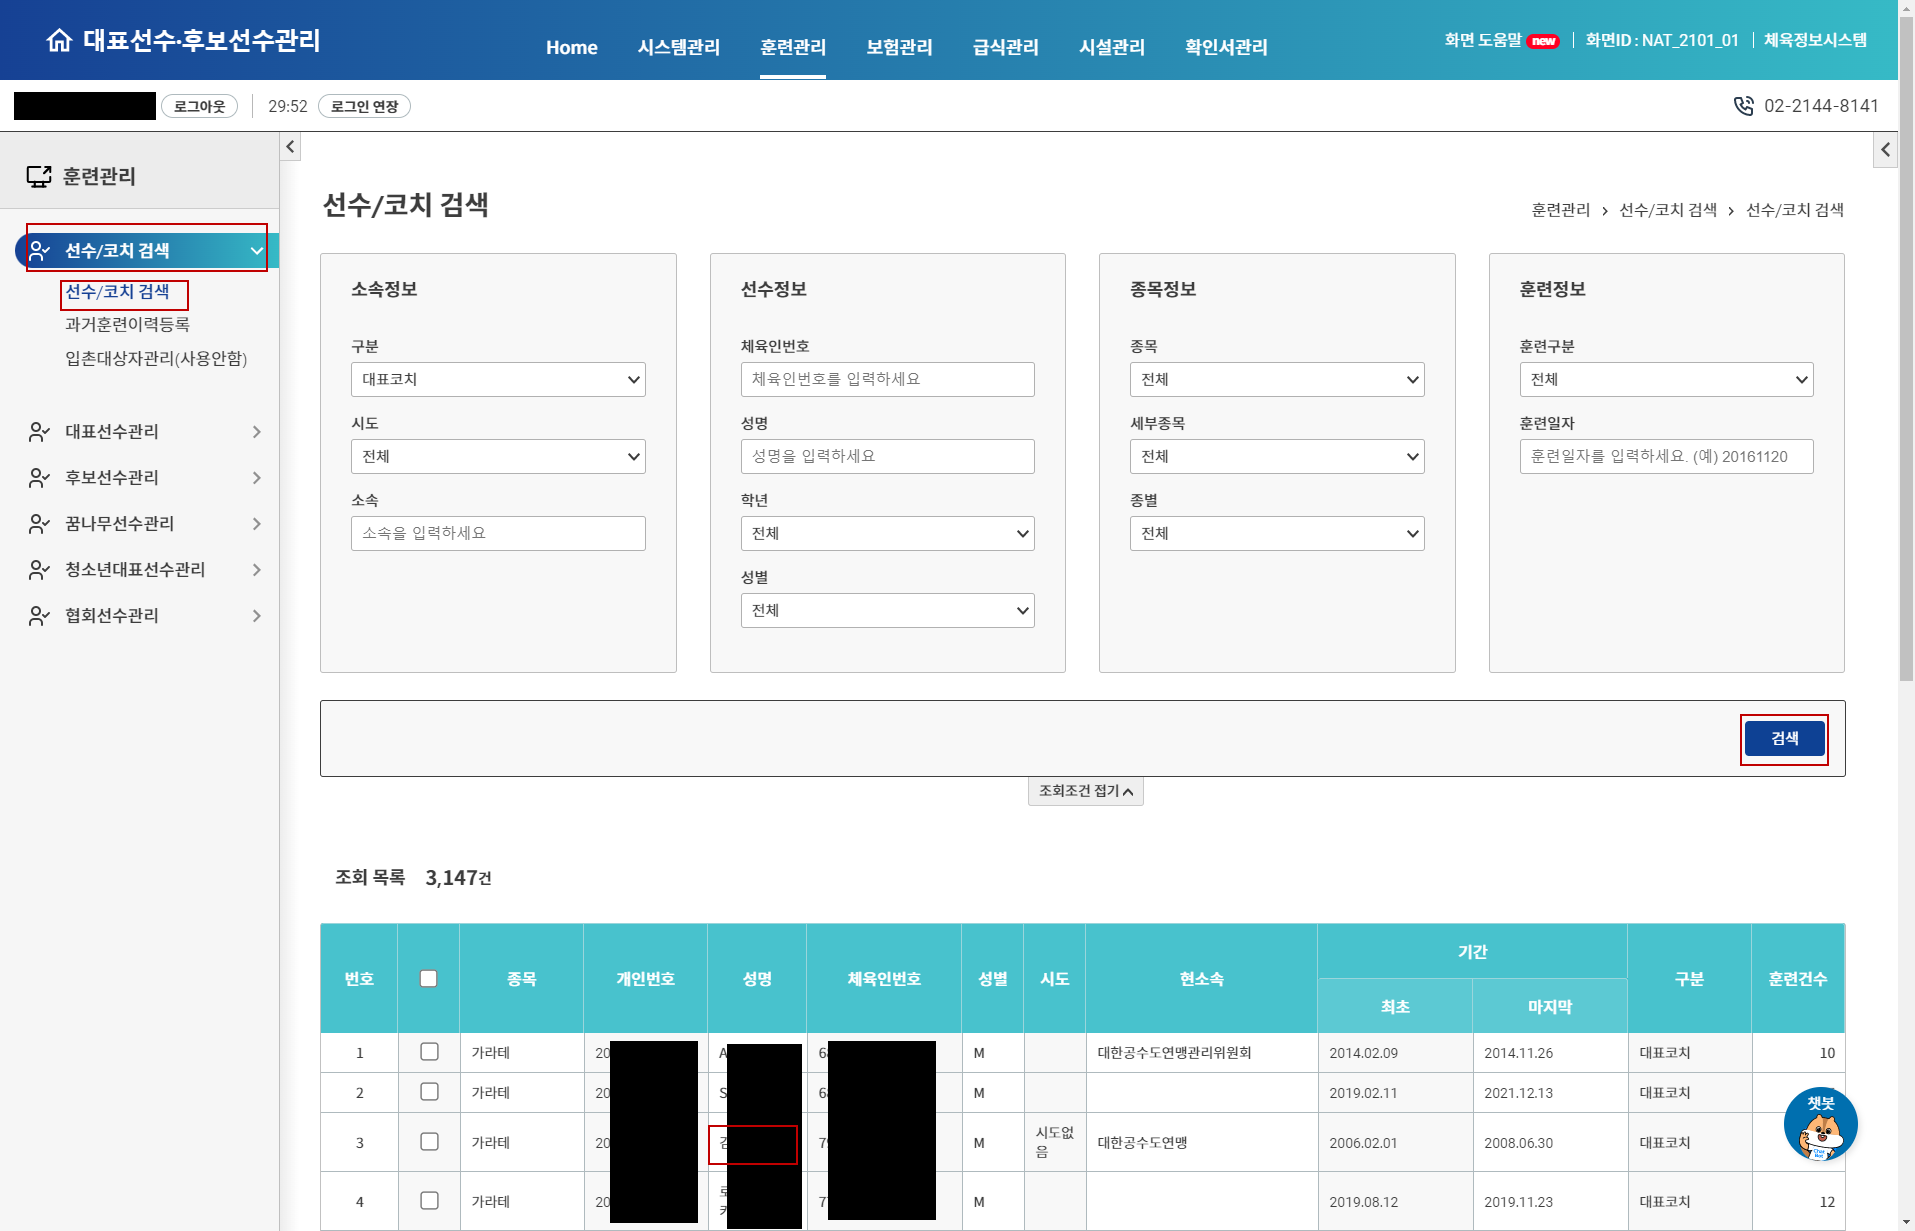 대표선수·후보선수관리
Home 시스템관리 훈련관리 보험관리 급식관리 시설관리 확인서관리
화면 도움말 new 화면ID : NAT_2101_01 체육정보시스템
로그아웃 29:52 로그인 연장 02-2144-8141
훈련관리
선수/코치 검색
선수/코치 검색
과거훈련이력등록
입촌대상자관리(사용안함)
대표선수관리
후보선수관리
꿈나무선수관리
청소년대표선수관리
협회선수관리
선수/코치 검색
훈련관리 > 선수/코치 검색 > 선수/코치 검색
소속정보
구분
대표코치
시도
전체
소속
소속을 입력하세요
선수정보
체육인번호
체육인번호를 입력하세요
성명
성명을 입력하세요
학년
전체
성별
전체
종목정보
종목
전체
세부종목
전체
종별
전체
훈련정보
훈련구분
전체
훈련일자
훈련일자를 입력하세요. (예) 20161120
검색
조회조건 접기
조회 목록 3,147건
번호 종목 개인번호 성명 체육인번호 성별 시도 현소속 기간 구분 훈련건수
최초 마지막
1 가라테 20 M 대한공수도연맹관리위원회 2014.02.09 2014.11.26 대표코치 10
2 가라테 20 S M 2019.02.11 2021.12.13 대표코치
3 가라테 20 M 시도없음 대한공수도연맹 2006.02.01 2008.06.30 대표코치
4 가라테 20 M 2019.08.12 2019.11.23 대표코치 12
챗봇